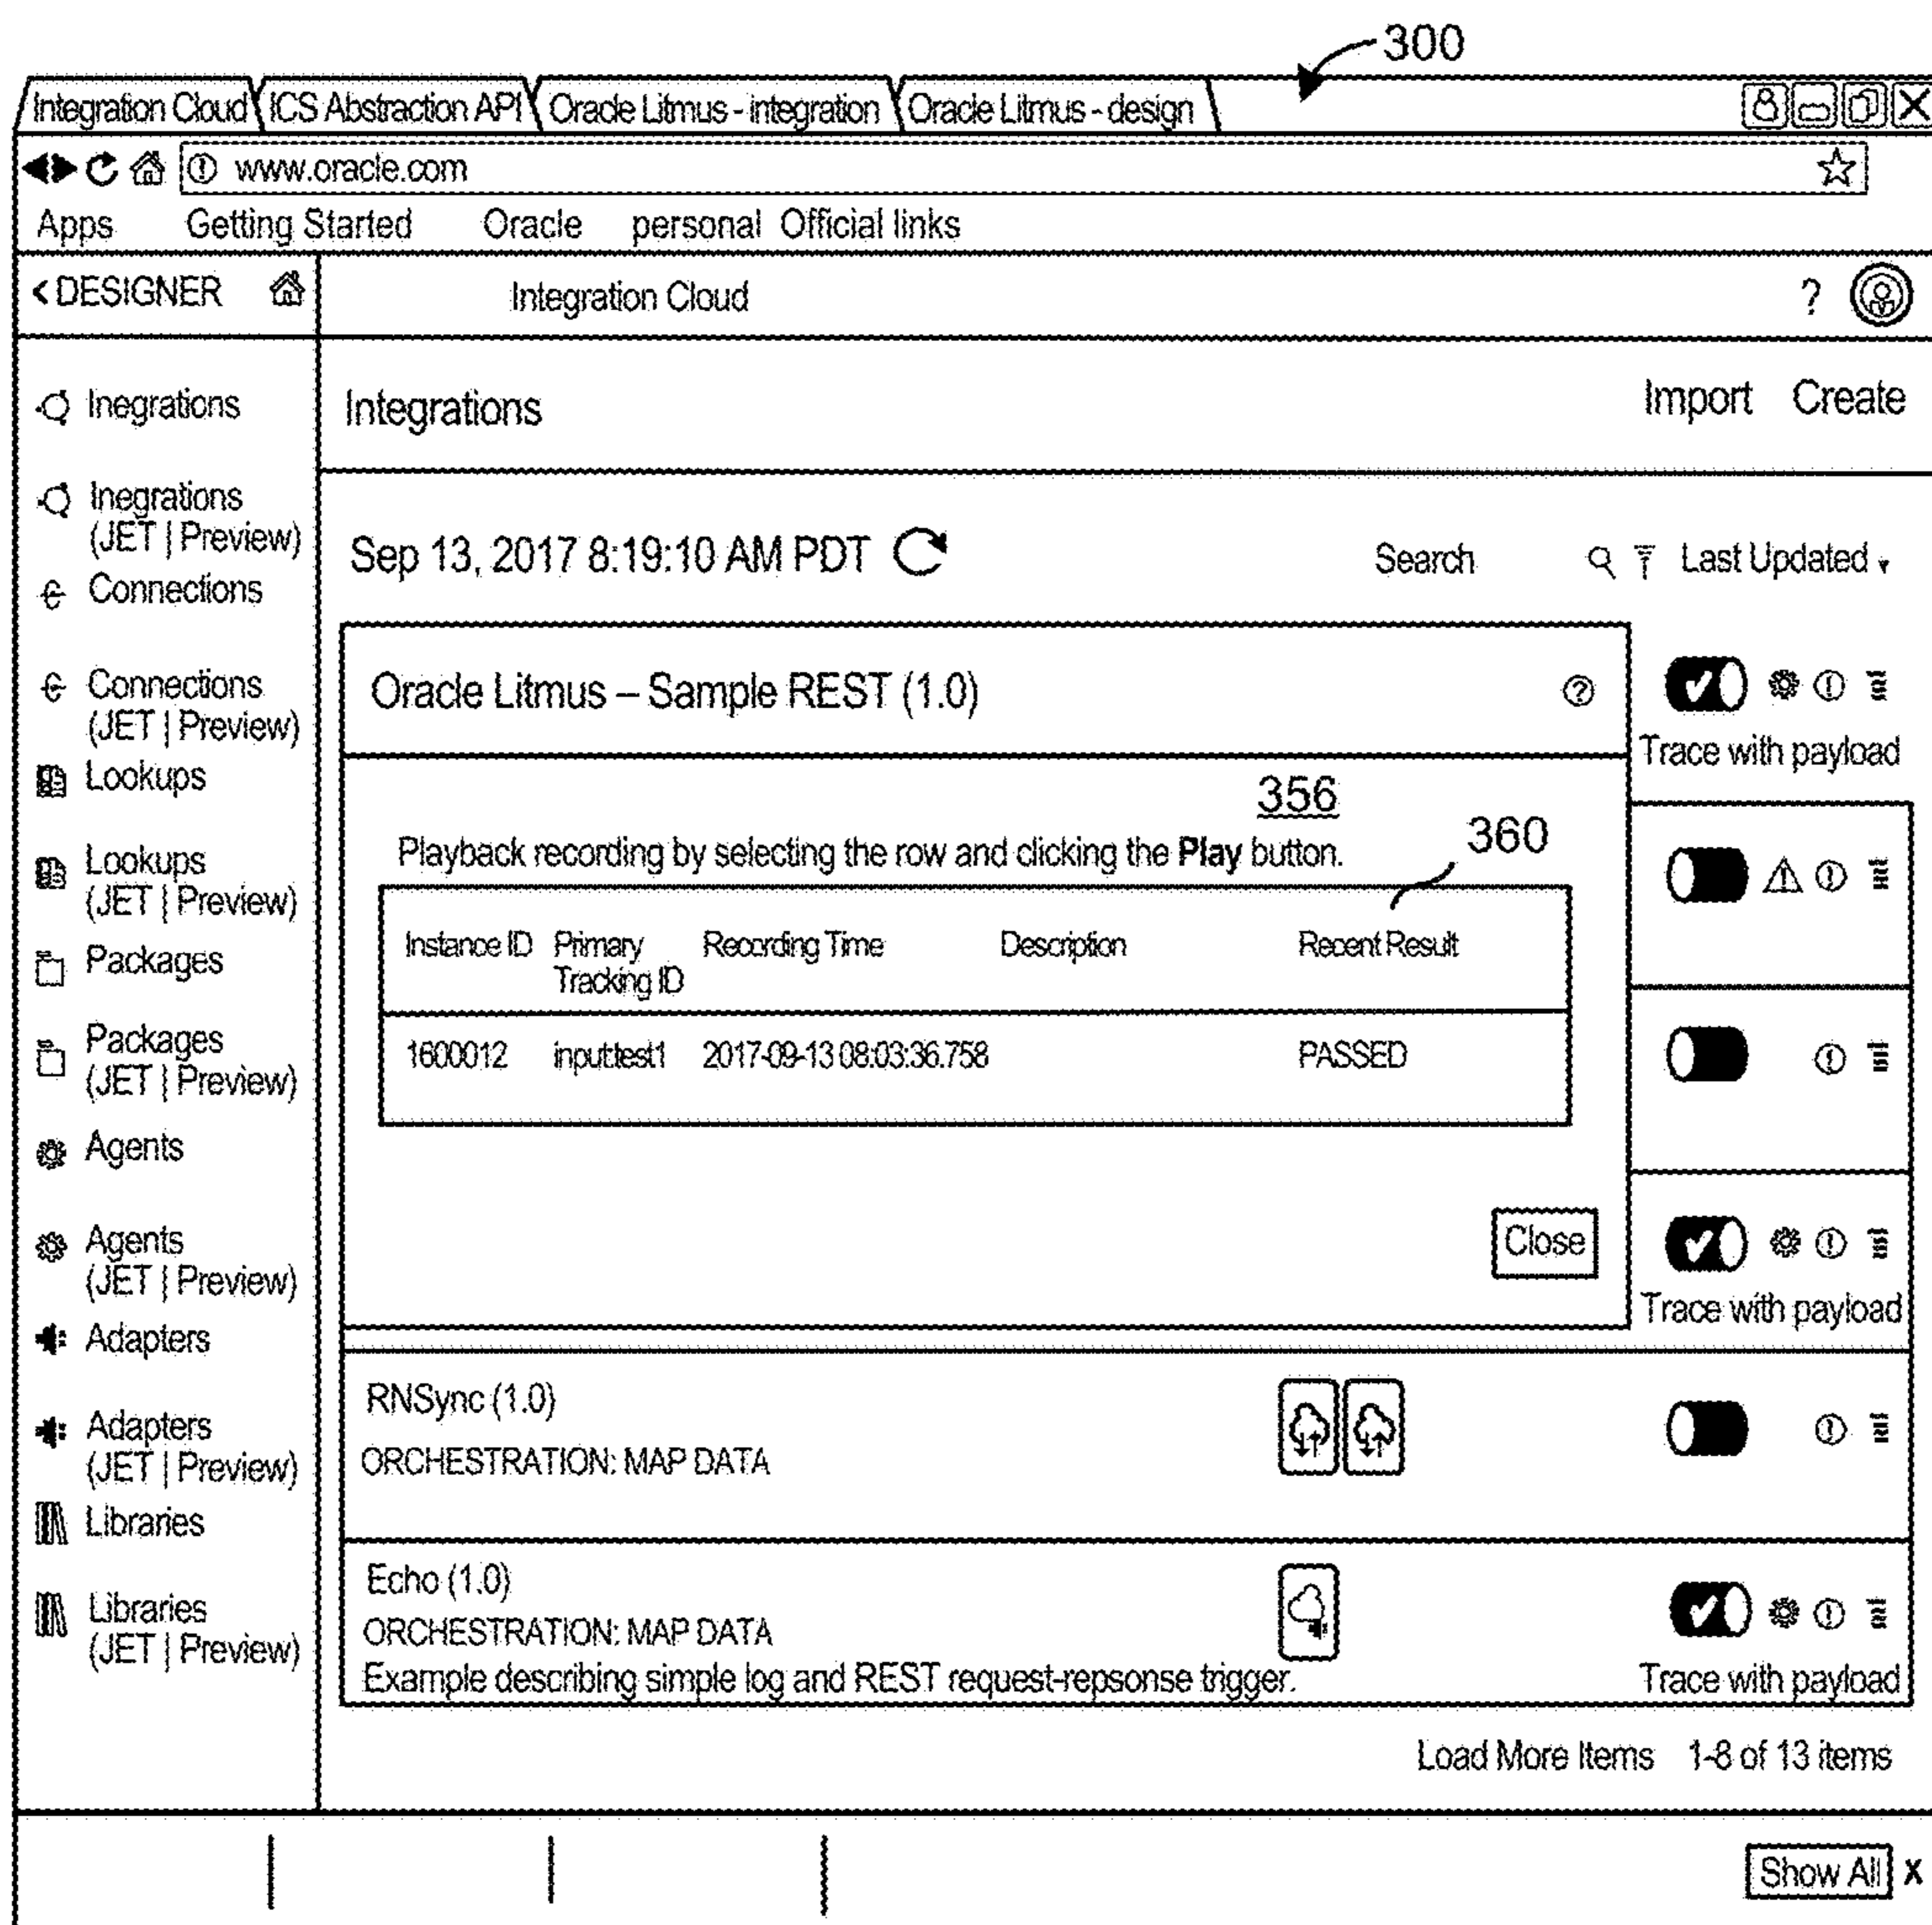 300
Integration Cloud ICS Abstraction API Oracle Litmus - integration Oracle Litmus - design
www.oracle.com
Apps Getting Started Oracle personal Official links
< DESIGNER Integration Cloud ?
Inegrations
Inegrations
(JET | Preview)
Connections
Connections
(JET | Preview)
Lookups
Lookups
(JET | Preview)
Packages
Packages
(JET | Preview)
Agents
Agents
(JET | Preview)
Adapters
Adapters
(JET | Preview)
Libraries
Libraries
(JET | Preview)
Integrations Import Create
Sep 13, 2017 8:19:10 AM PDT Search Last Updated
Oracle Litmus – Sample REST (1.0)
Trace with payload
356
360
Playback recording by selecting the row and clicking the Play button.
Instance ID Primary Recording Time Description Recent Result
Tracking ID
1600012 input:test1 2017-09-13 08:03:36.758 PASSED
Close
Trace with payload
RNSync (1.0)
ORCHESTRATION: MAP DATA
Echo (1.0)
ORCHESTRATION: MAP DATA
Example describing simple log and REST request-repsonse trigger. Trace with payload
Load More Items 1-8 of 13 items
Show All X